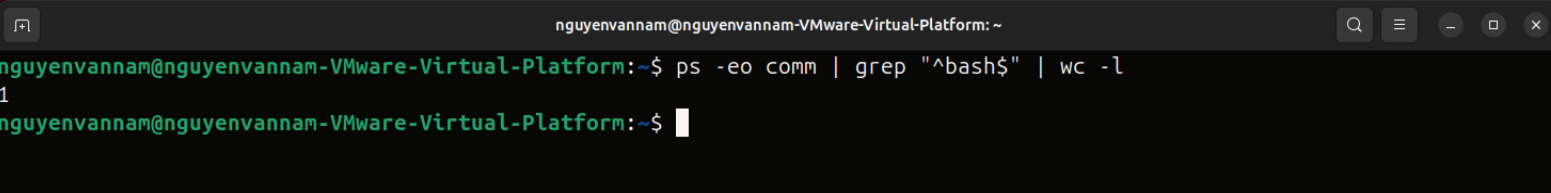 nguyenvannam@nguyenvannam-VMware-Virtual-Platform: ~
nguyenvannam@nguyenvannam-VMware-Virtual-Platform:~$ ps -eo comm | grep "^bash$" | wc -l
1
nguyenvannam@nguyenvannam-VMware-Virtual-Platform:~$